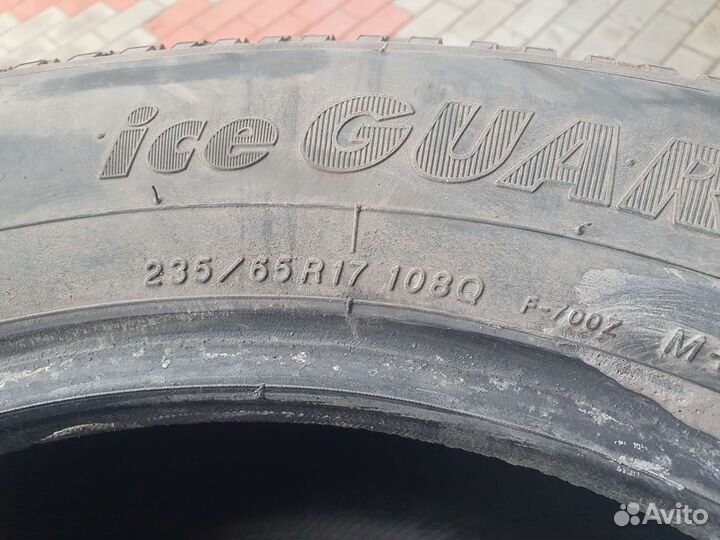 ice GUAR
235/65R17 108Q F-700Z M+
Avito